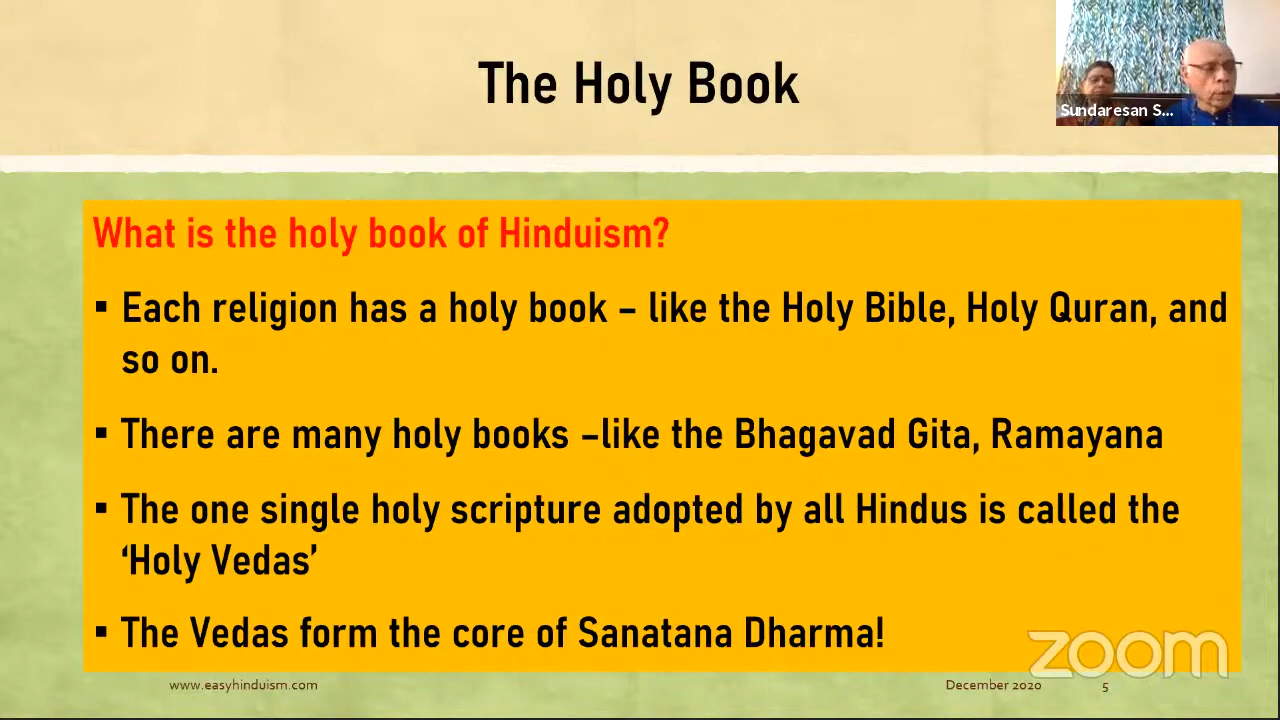 The Holy Book
Sundaresan S...
What is the holy book of Hinduism?
▪ Each religion has a holy book – like the Holy Bible, Holy Quran, and
so on.
▪ There are many holy books –like the Bhagavad Gita, Ramayana
▪ The one single holy scripture adopted by all Hindus is called the
‘Holy Vedas’
▪ The Vedas form the core of Sanatana Dharma!
zoom
www.easyhinduism.com
December 2020
5